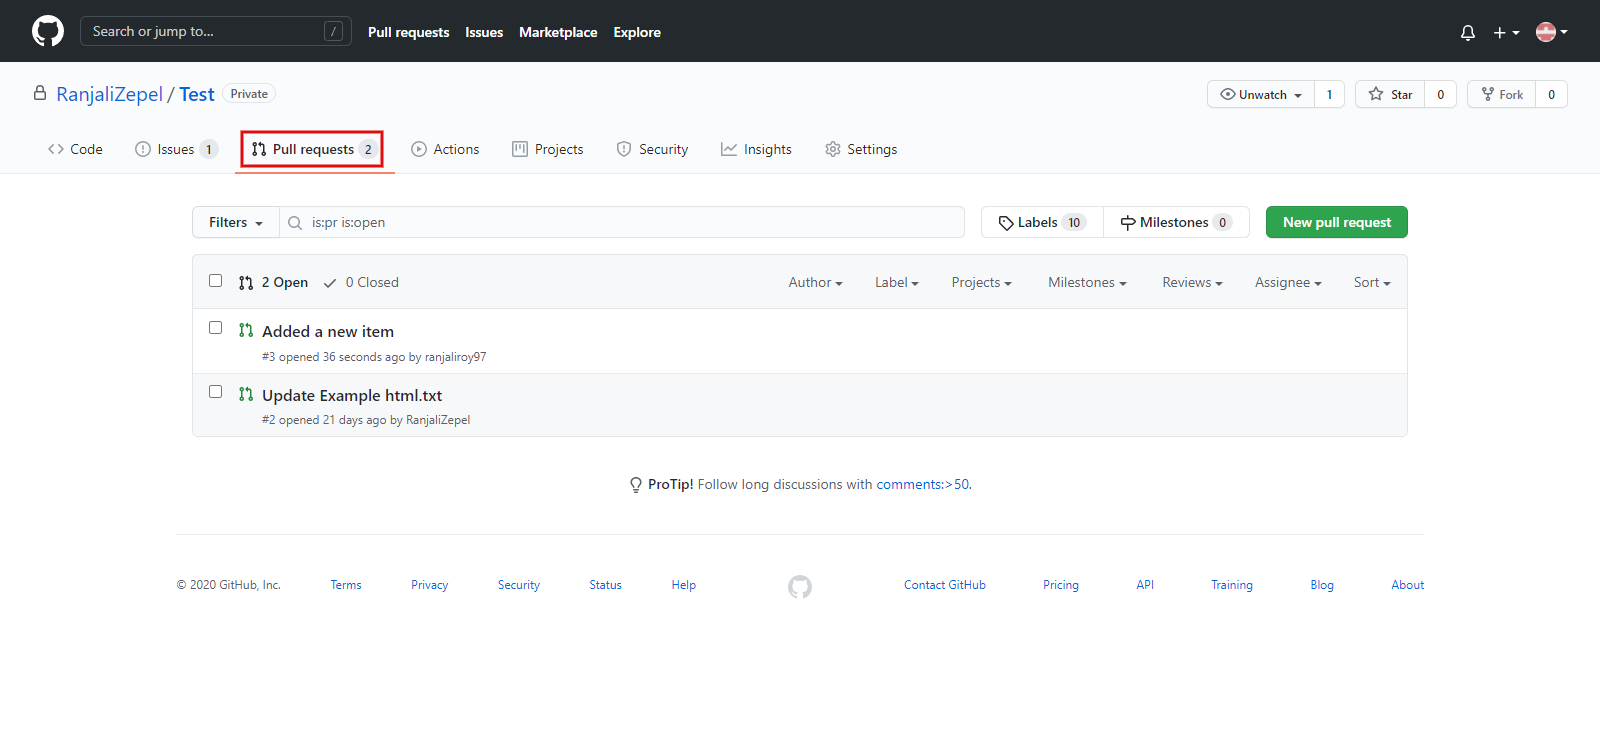 Search or jump to... / Pull requests Issues Marketplace Explore
RanjaliZepel / Test Private Unwatch 1 Star 0 Fork 0
Code Issues 1 Pull requests 2 Actions Projects Security Insights Settings
Filters is:pr is:open Labels 10 Milestones 0 New pull request
2 Open 0 Closed Author Label Projects Milestones Reviews Assignee Sort
Added a new item
#3 opened 36 seconds ago by ranjaliroy97
Update Example html.txt
#2 opened 21 days ago by RanjaliZepel
ProTip! Follow long discussions with comments:>50.
© 2020 GitHub, Inc. Terms Privacy Security Status Help Contact GitHub Pricing API Training Blog About